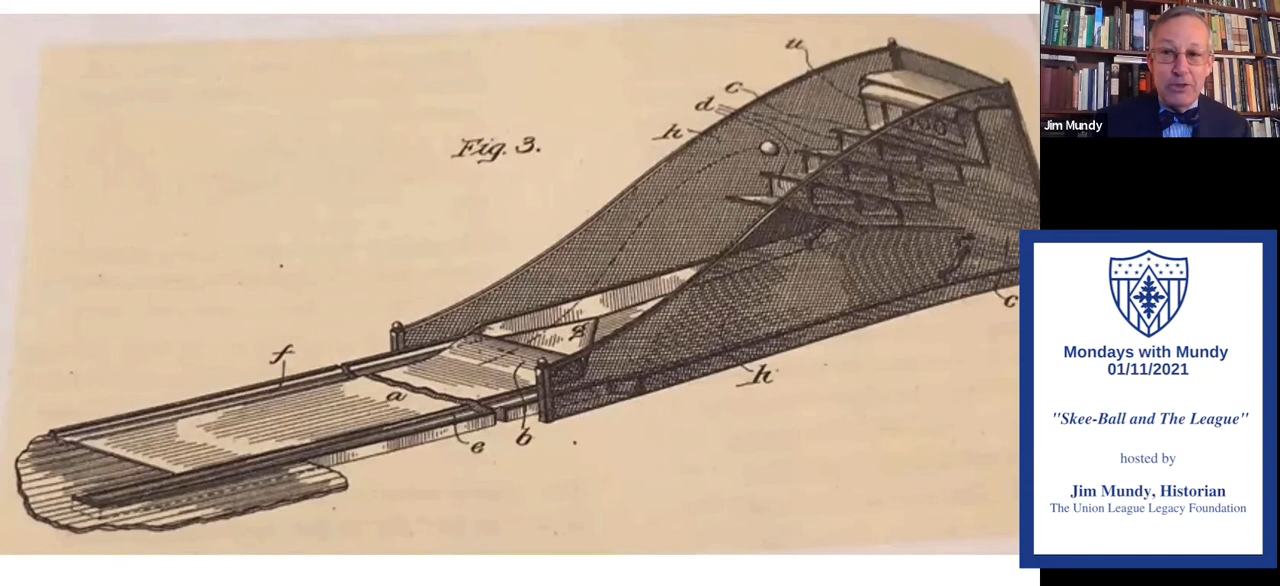 Fig. 3.
u
c
d
h
f
a
g
e
b
h
c
Jim Mundy
Mondays with Mundy
01/11/2021
"Skee-Ball and The League"
hosted by
Jim Mundy, Historian
The Union League Legacy Foundation